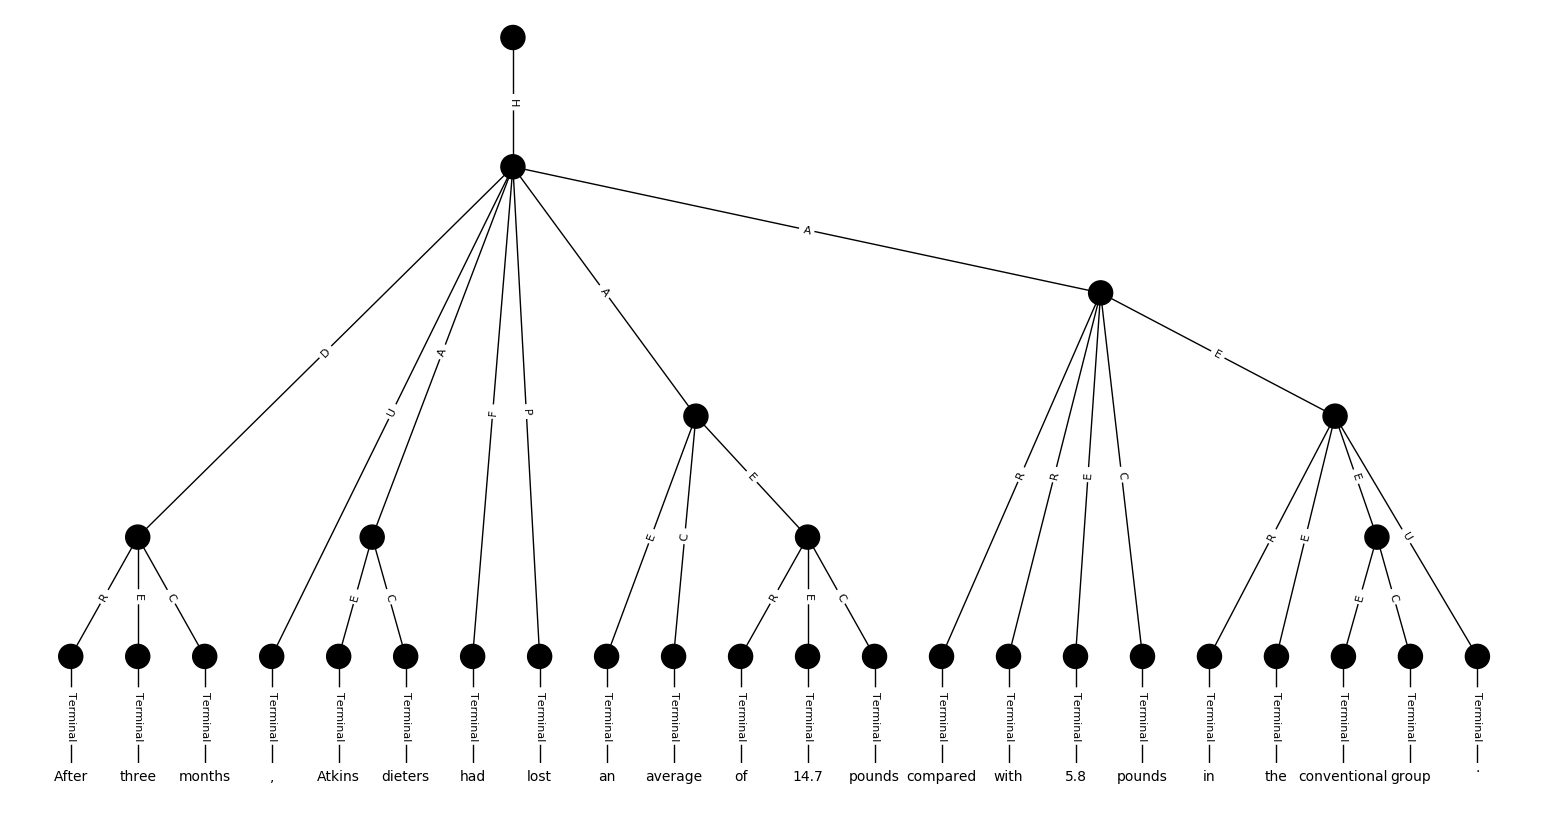 H
A
A
E
D
A
U
F
P
R
R
E
C
E
E
C
E
R
E
E
U
R
E
C
E
C
R
E
C
E
C
Terminal Terminal Terminal Terminal Terminal Terminal Terminal Terminal Terminal Terminal Terminal Terminal Terminal Terminal Terminal Terminal Terminal Terminal Terminal Terminal Terminal Terminal
After three months , Atkins dieters had lost an average of 14.7 pounds compared with 5.8 pounds in the conventional group .